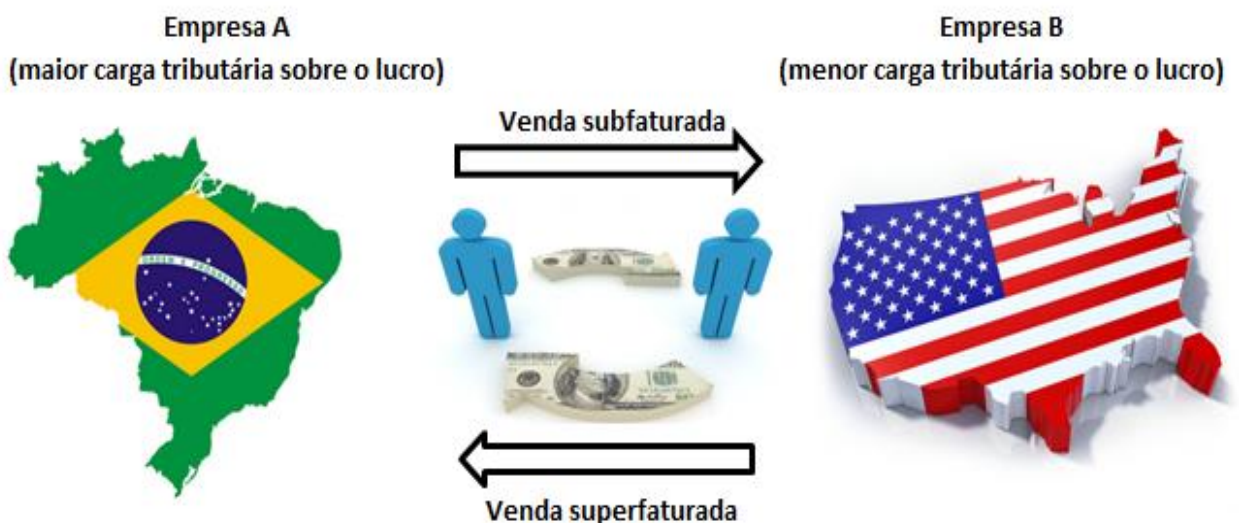 Empresa A
(maior carga tributária sobre o lucro)
Empresa B
(menor carga tributária sobre o lucro)
Venda subfaturada
Venda superfaturada